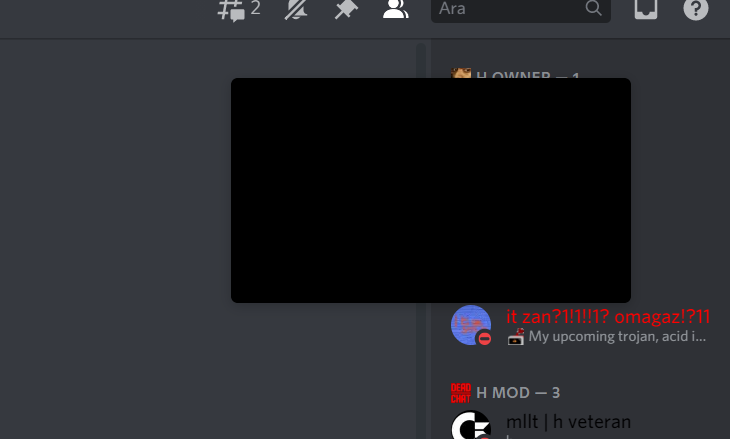 2
Ara
H OWNER — 1
it zan?1!1!!1? omagaz!?11
My upcoming trojan, acid i...
H MOD — 3
DEAD
CHAT
mllt | h veteran